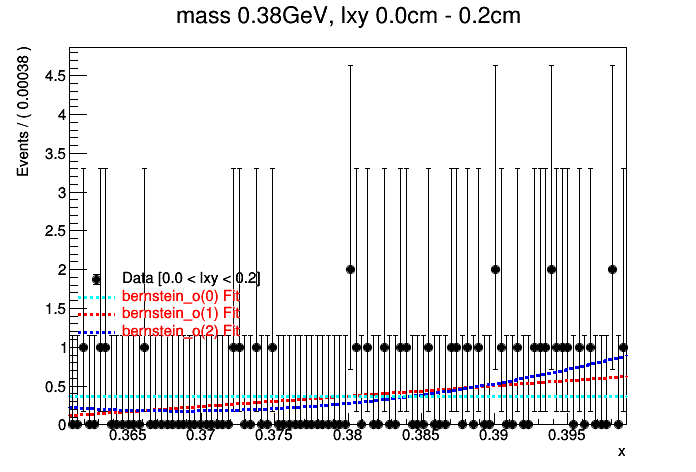 mass 0.38GeV, lxy 0.0cm - 0.2cm
Events / ( 0.00038 )
4.5
4
3.5
3
2.5
2
1.5
1
0.5
0
Data [0.0 < lxy < 0.2]
bernstein_o(0) Fit
bernstein_o(1) Fit
bernstein_o(2) Fit
0.365 0.37 0.375 0.38 0.385 0.39 0.395
x